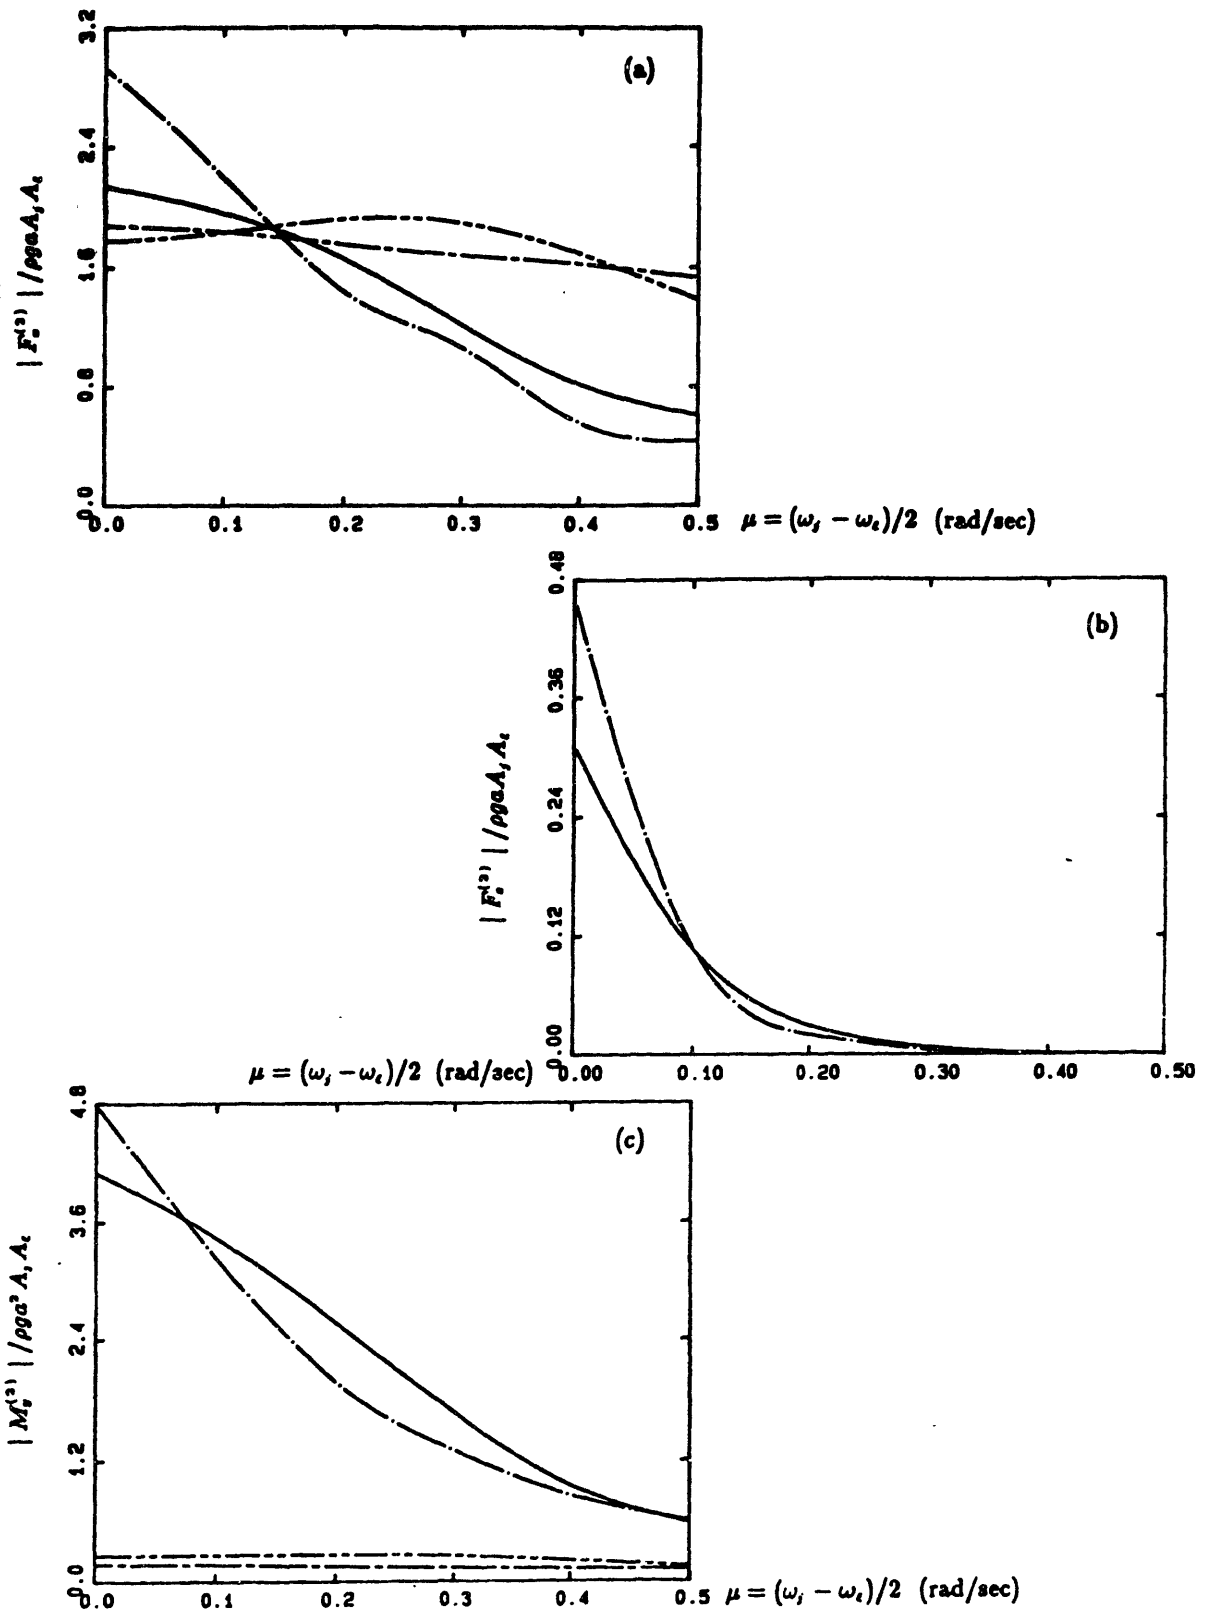 (a)
3.2
2.4
1.6
0.8
0.0
| F_x^{(2)} | /ρgaA_jA_ℓ
0.0 0.1 0.2 0.3 0.4 0.5
μ = (ω_j − ω_ℓ)/2 (rad/sec)
(b)
0.48
0.36
0.24
0.12
0.00
/ρgaA_jA_ℓ
0.00 0.10 0.20 0.30 0.40 0.50
μ = (ω_j − ω_ℓ)/2 (rad/sec)
(c)
4.8
3.6
2.4
1.2
0.0
| M_y^{(2)} | /ρga² A_jA_ℓ
0.0 0.1 0.2 0.3 0.4 0.5
μ = (ω_j − ω_ℓ)/2 (rad/sec)